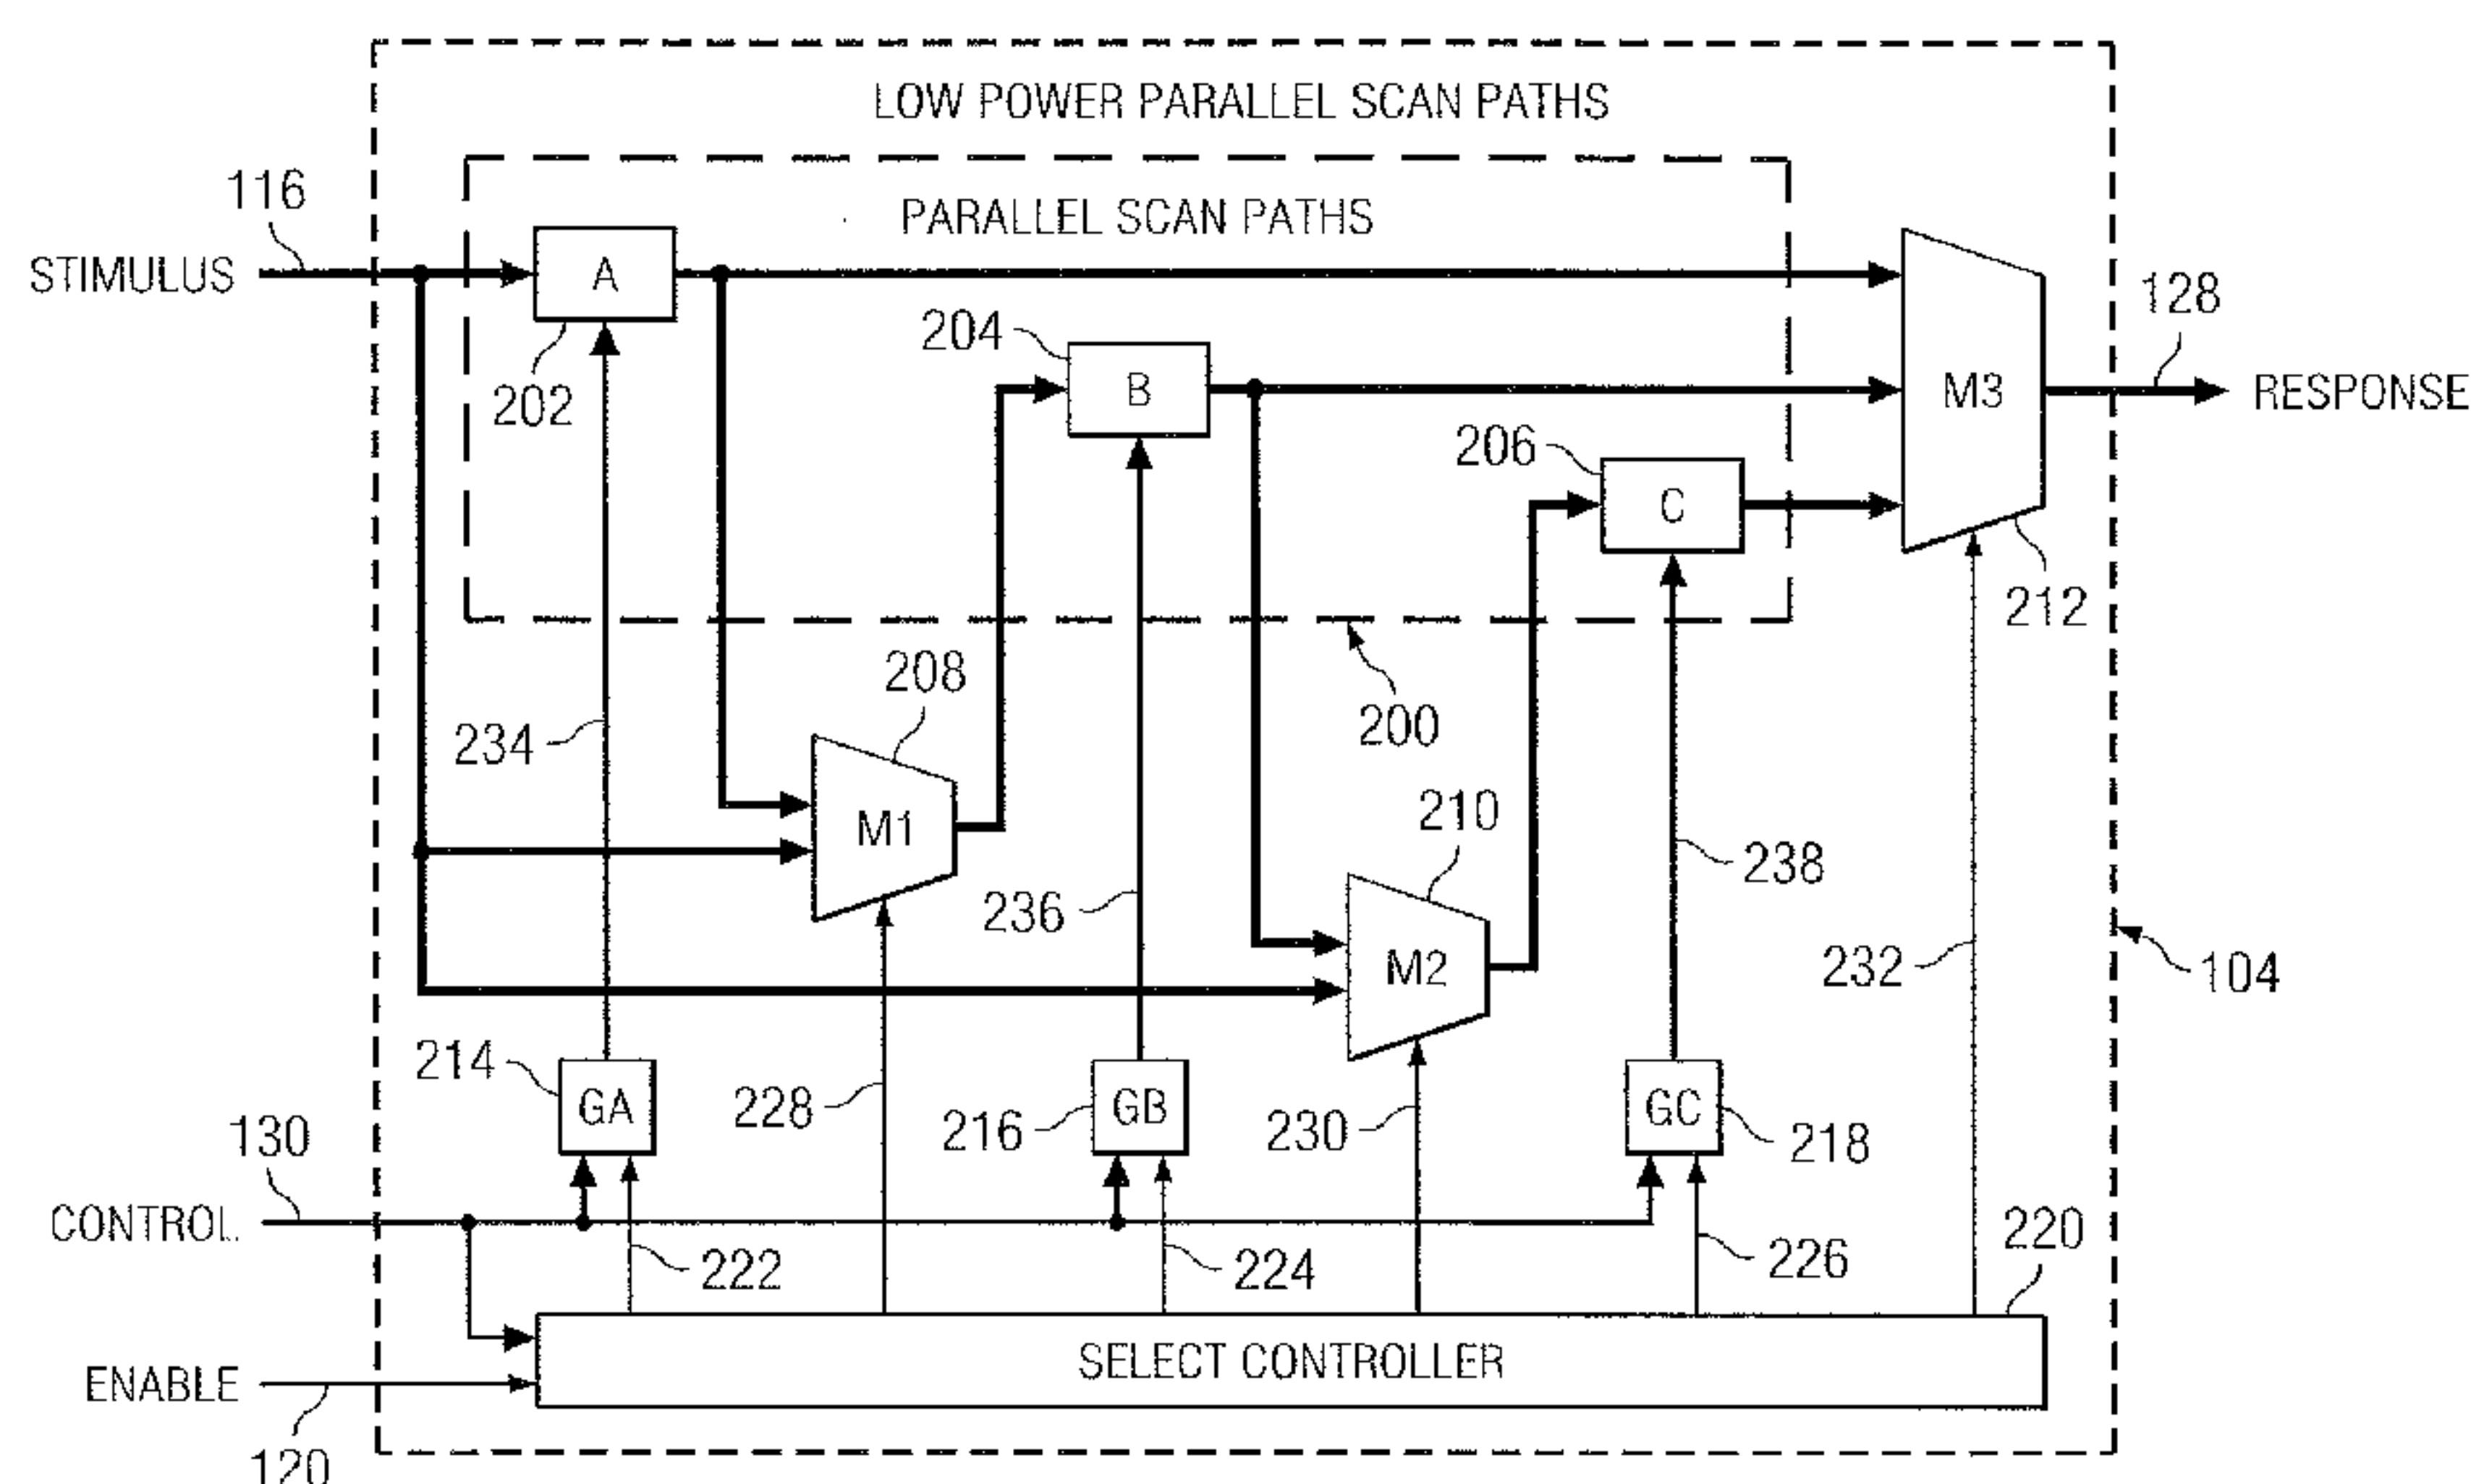 LOW POWER PARALLEL SCAN PATHS
PARALLEL SCAN PATHS
116
STIMULUS
A
202
204
B
206
C
M3
128
RESPONSE
212
208
200
234
M1
210
236
M2
238
232
104
214
GA
228
216
GB
230
GC
218
130
CONTROL
222
224
226
220
ENABLE
SELECT CONTROLLER
120